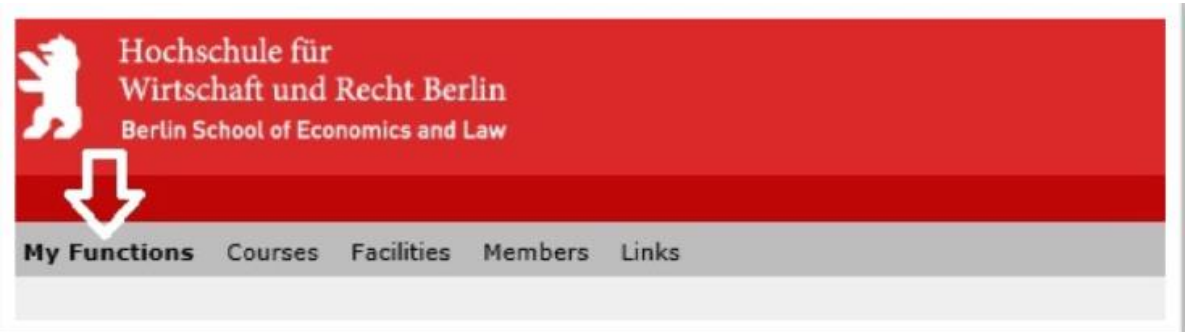 Hochschule für
Wirtschaft und Recht Berlin
Berlin School of Economics and Law
My Functions Courses Facilities Members Links